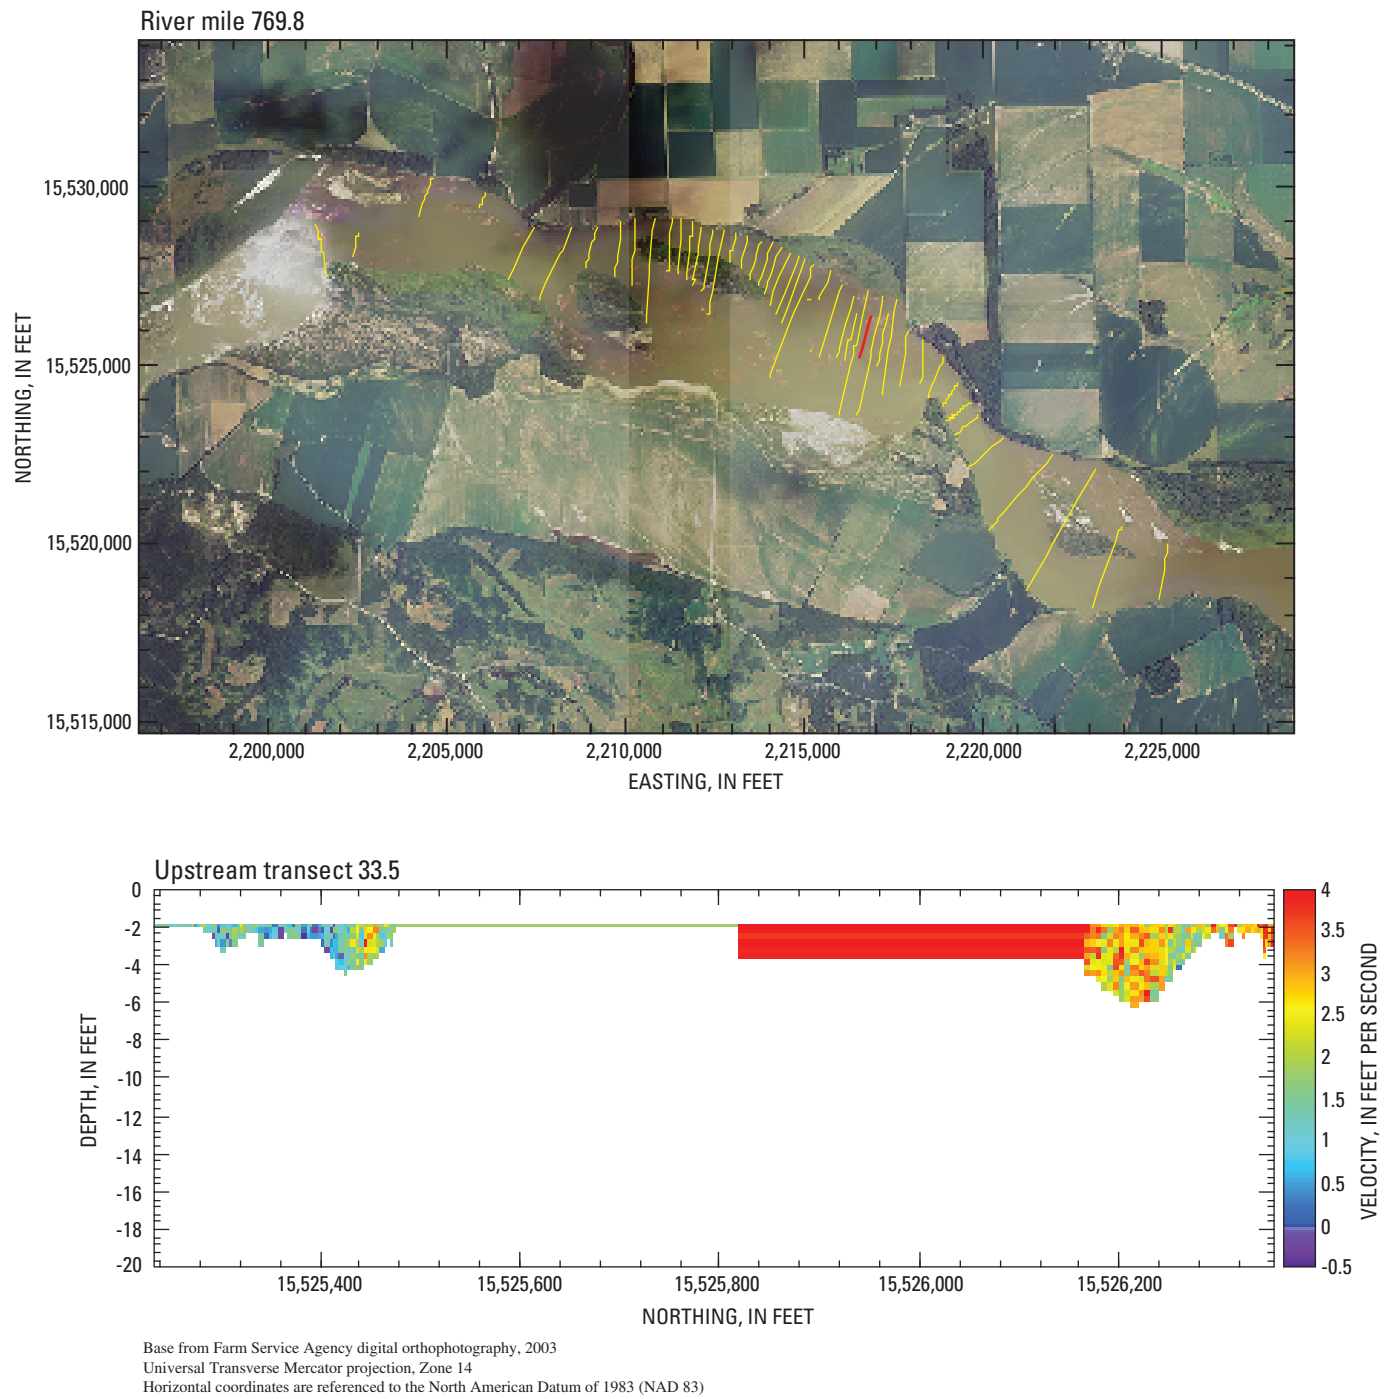 River mile 769.8
15,530,000
15,525,000
15,520,000
15,515,000
NORTHING, IN FEET
2,200,000 2,205,000 2,210,000 2,215,000 2,220,000 2,225,000
EASTING, IN FEET
Upstream transect 33.5
0
-2
-4
-6
-8
-10
-12
-14
-16
-18
-20
DEPTH, IN FEET
15,525,400 15,525,600 15,525,800 15,526,000 15,526,200
NORTHING, IN FEET
4
3.5
3
2.5
2
1.5
1
0.5
0
-0.5
VELOCITY, IN FEET PER SECOND
Base from Farm Service Agency digital orthophotography, 2003
Universal Transverse Mercator projection, Zone 14
Horizontal coordinates are referenced to the North American Datum of 1983 (NAD 83)